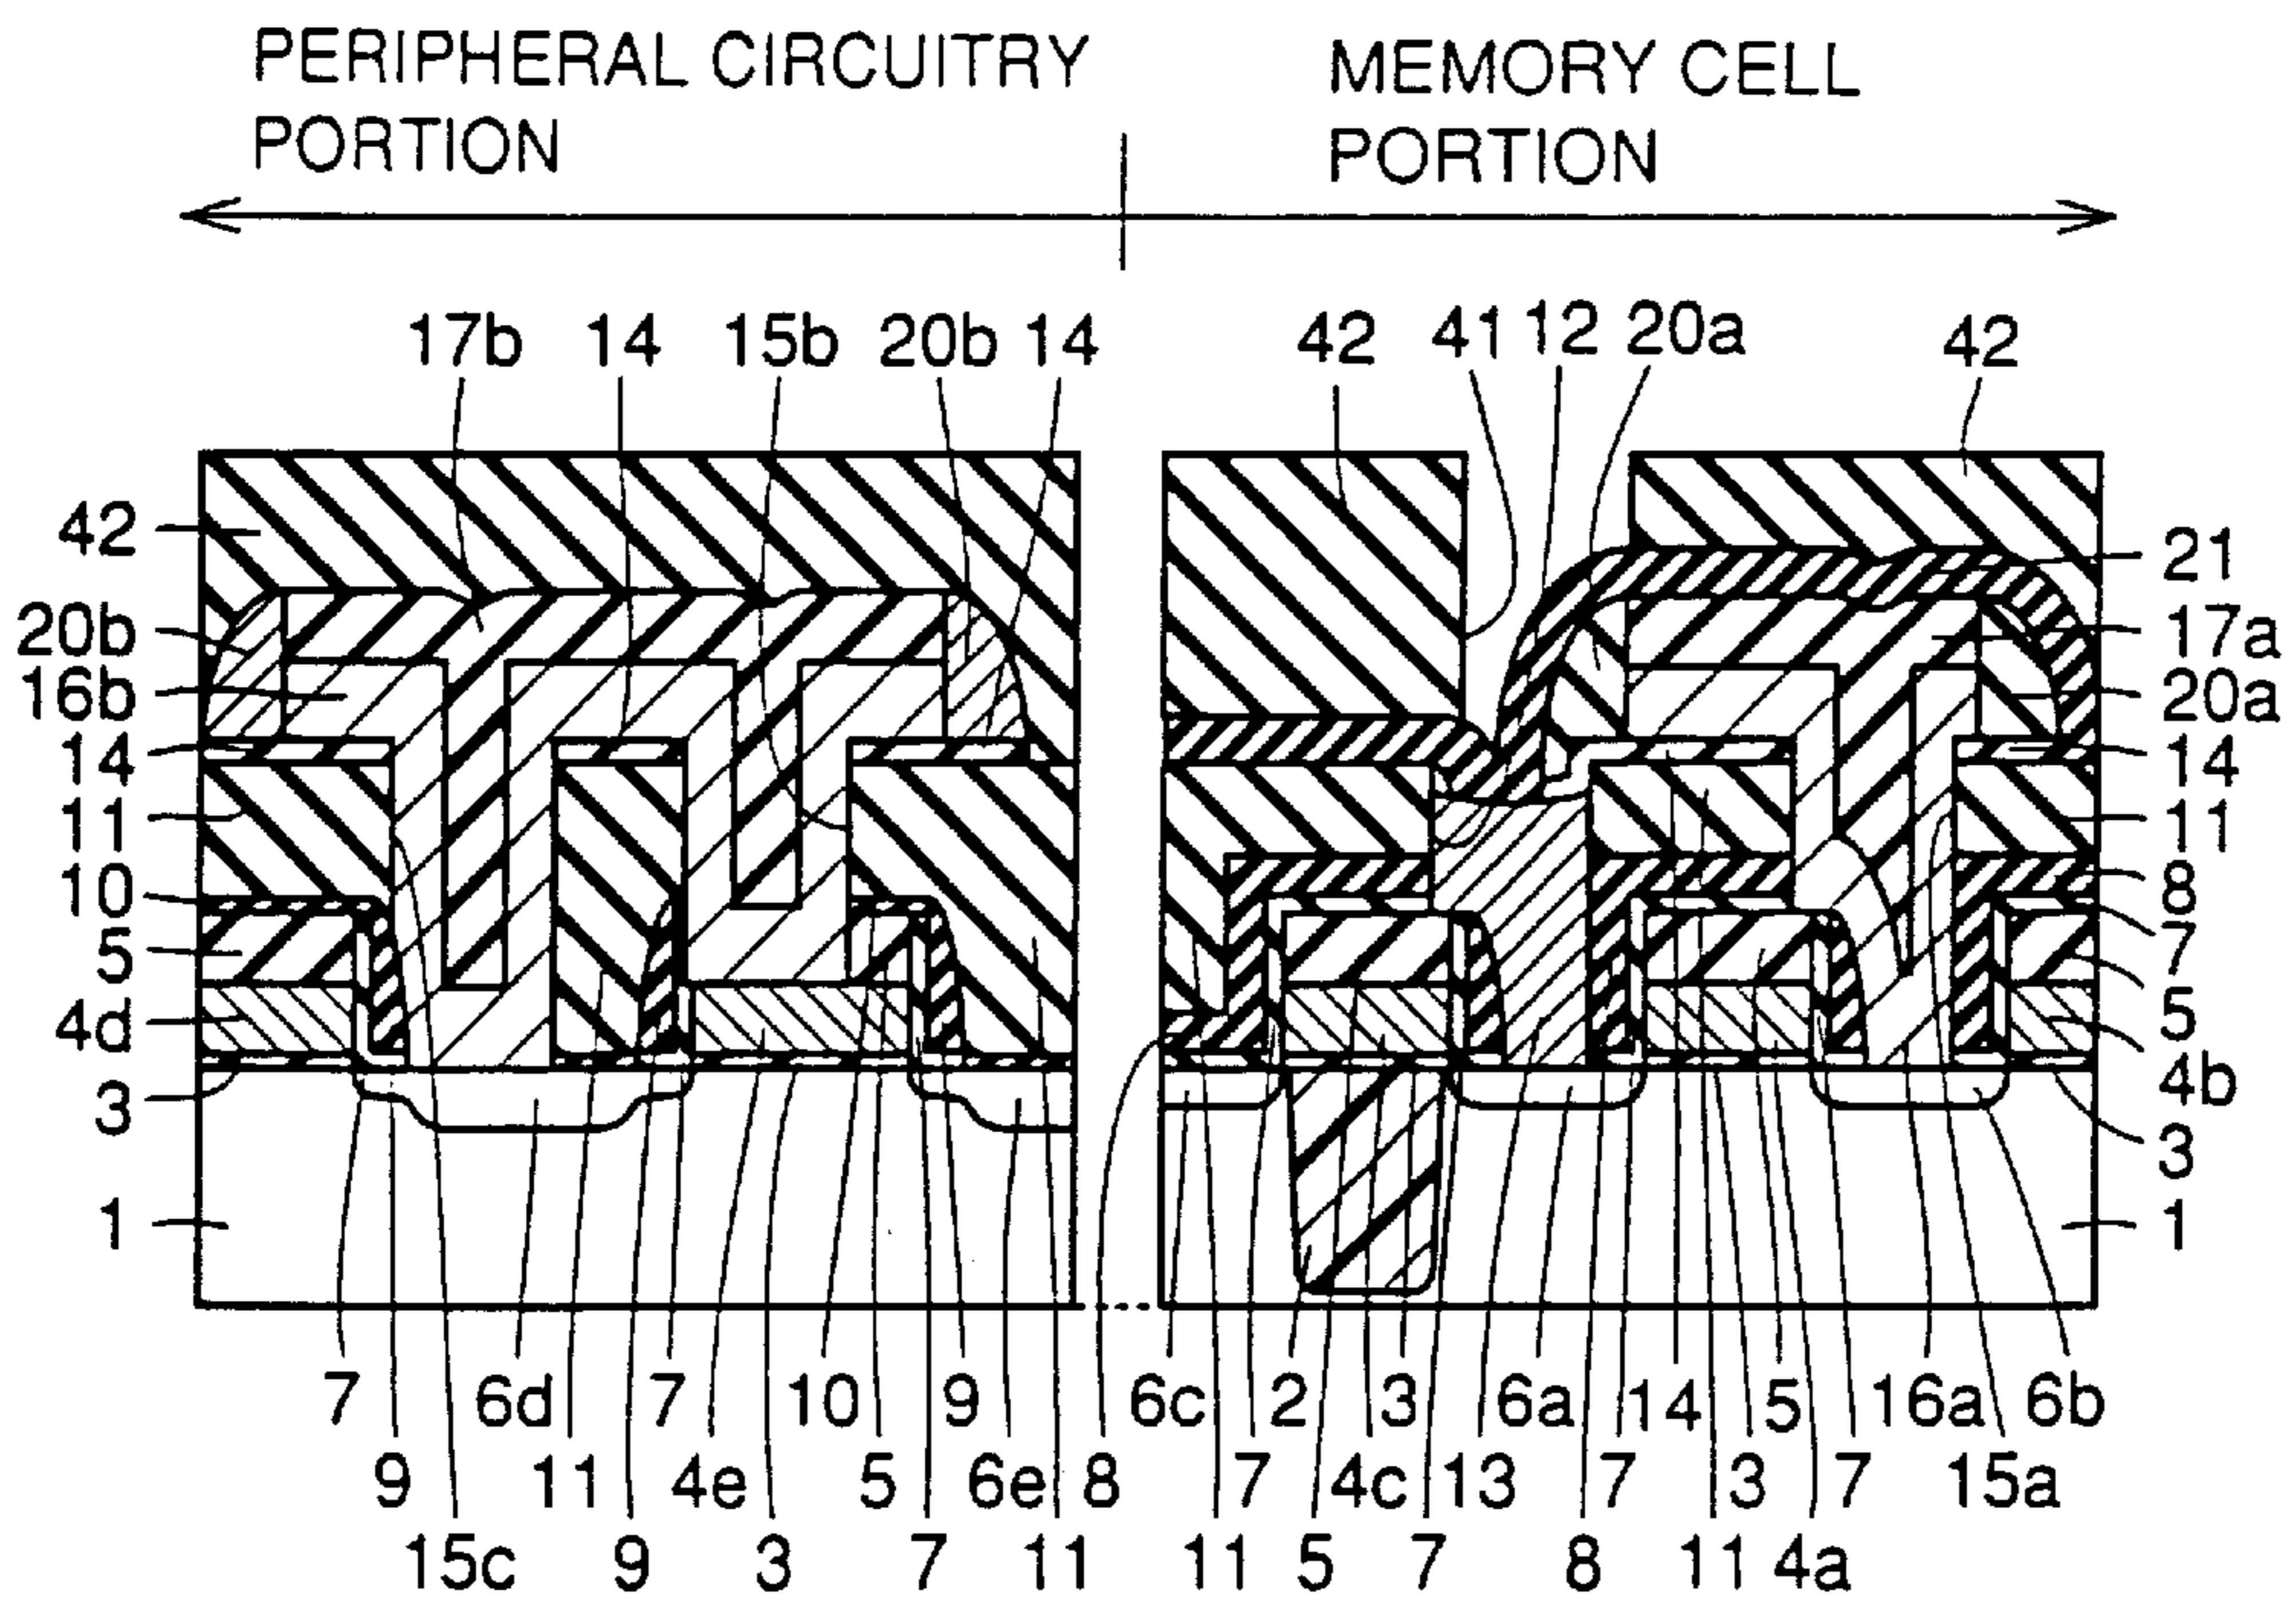 PERIPHERAL CIRCUITRY
PORTION
MEMORY CELL
PORTION
17b 14 15b 20b 14 42 41 12 20a 42
42
20b
16b
14
11
10
5
4d
3
1
21
17a
20a
14
11
8
7
5
4b
3
1
7 6d 7 10 9 6c 2 3 6a 14 5 16a 6b
9 11 4e 5 6e 8 7 4c 13 7 3 7 15a
15c 9 3 7 11 11 5 7 8 11 4a